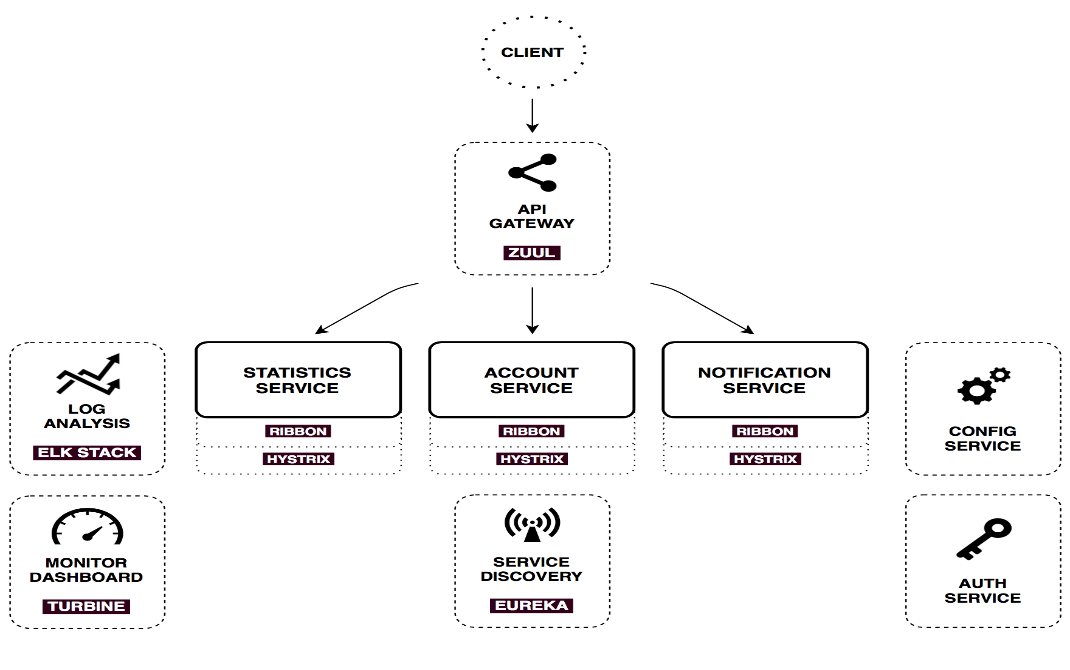 CLIENT
API
GATEWAY
ZUUL
STATISTICS
SERVICE
RIBBON
HYSTRIX
ACCOUNT
SERVICE
RIBBON
HYSTRIX
NOTIFICATION
SERVICE
RIBBON
HYSTRIX
LOG
ANALYSIS
ELK STACK
CONFIG
SERVICE
MONITOR
DASHBOARD
TURBINE
SERVICE
DISCOVERY
EUREKA
AUTH
SERVICE